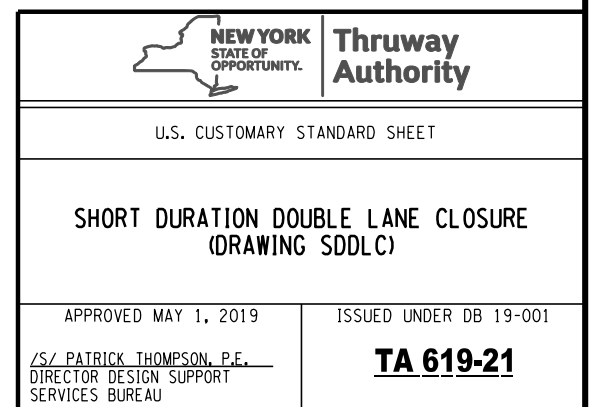 NEW YORK
STATE OF
OPPORTUNITY.
Thruway
Authority
U.S. CUSTOMARY STANDARD SHEET
SHORT DURATION DOUBLE LANE CLOSURE
(DRAWING SDDLC)
APPROVED MAY 1, 2019
/S/ PATRICK THOMPSON, P.E.
DIRECTOR DESIGN SUPPORT
SERVICES BUREAU
ISSUED UNDER DB 19-001
TA 619-21